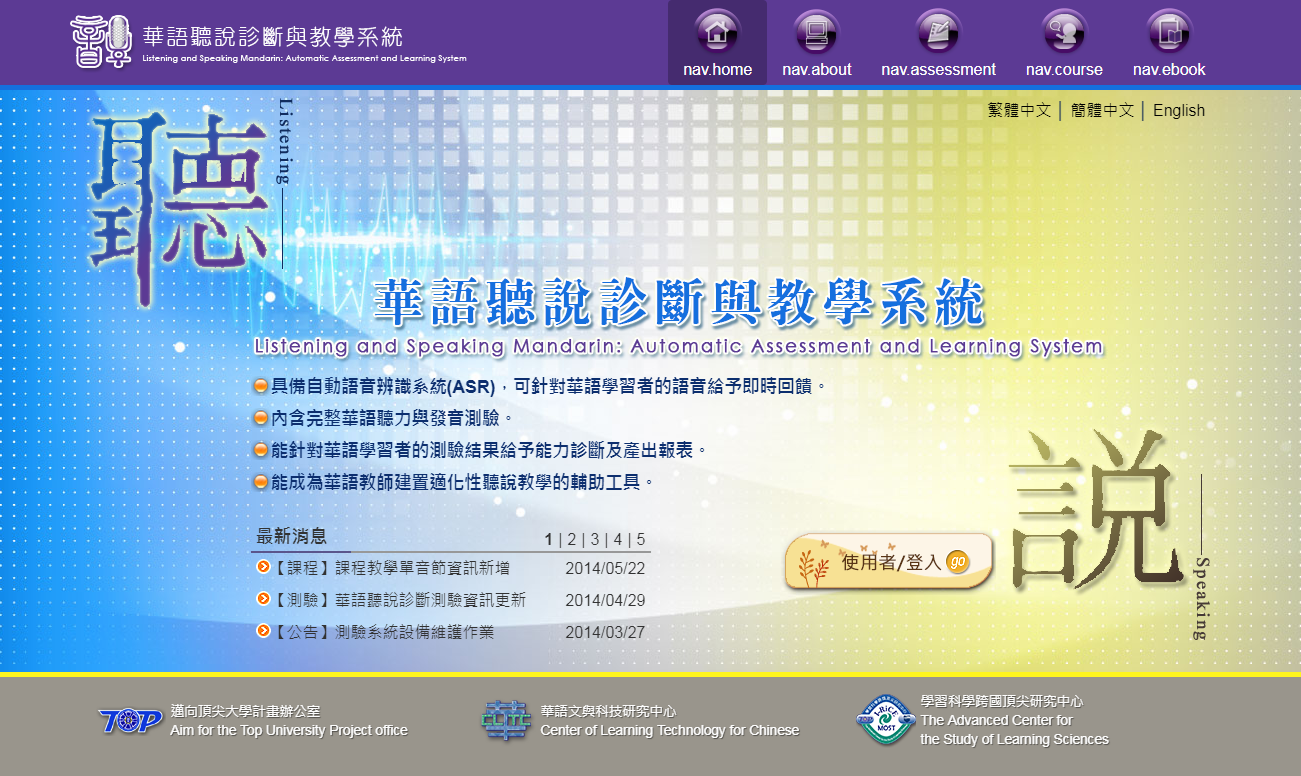 華語聽說診斷與教學系統
Listening and Speaking Mandarin: Automatic Assessment and Learning System
nav.home
nav.about
nav.assessment
nav.course
nav.ebook
繁體中文 │ 簡體中文 │ English
聽
Listening
華語聽說診斷與教學系統
Listening and Speaking Mandarin: Automatic Assessment and Learning System
具備自動語音辨識系統(ASR)，可針對華語學習者的語音給予即時回饋。
內含完整華語聽力與發音測驗。
能針對華語學習者的測驗結果給予能力診斷及產出報表。
能成為華語教師建置適化性聽說教學的輔助工具。
說
Speaking
最新消息 1 | 2 | 3 | 4 | 5
【課程】課程教學單音節資訊新增 2014/05/22
【測驗】華語聽說診斷測驗資訊更新 2014/04/29
【公告】測驗系統設備維護作業 2014/03/27
使用者/登入 go
TOP
邁向頂尖大學計畫辦公室
Aim for the Top University Project office
CLTC
華語文與科技研究中心
Center of Learning Technology for Chinese
MOST
學習科學跨國頂尖研究中心
The Advanced Center for
the Study of Learning Sciences